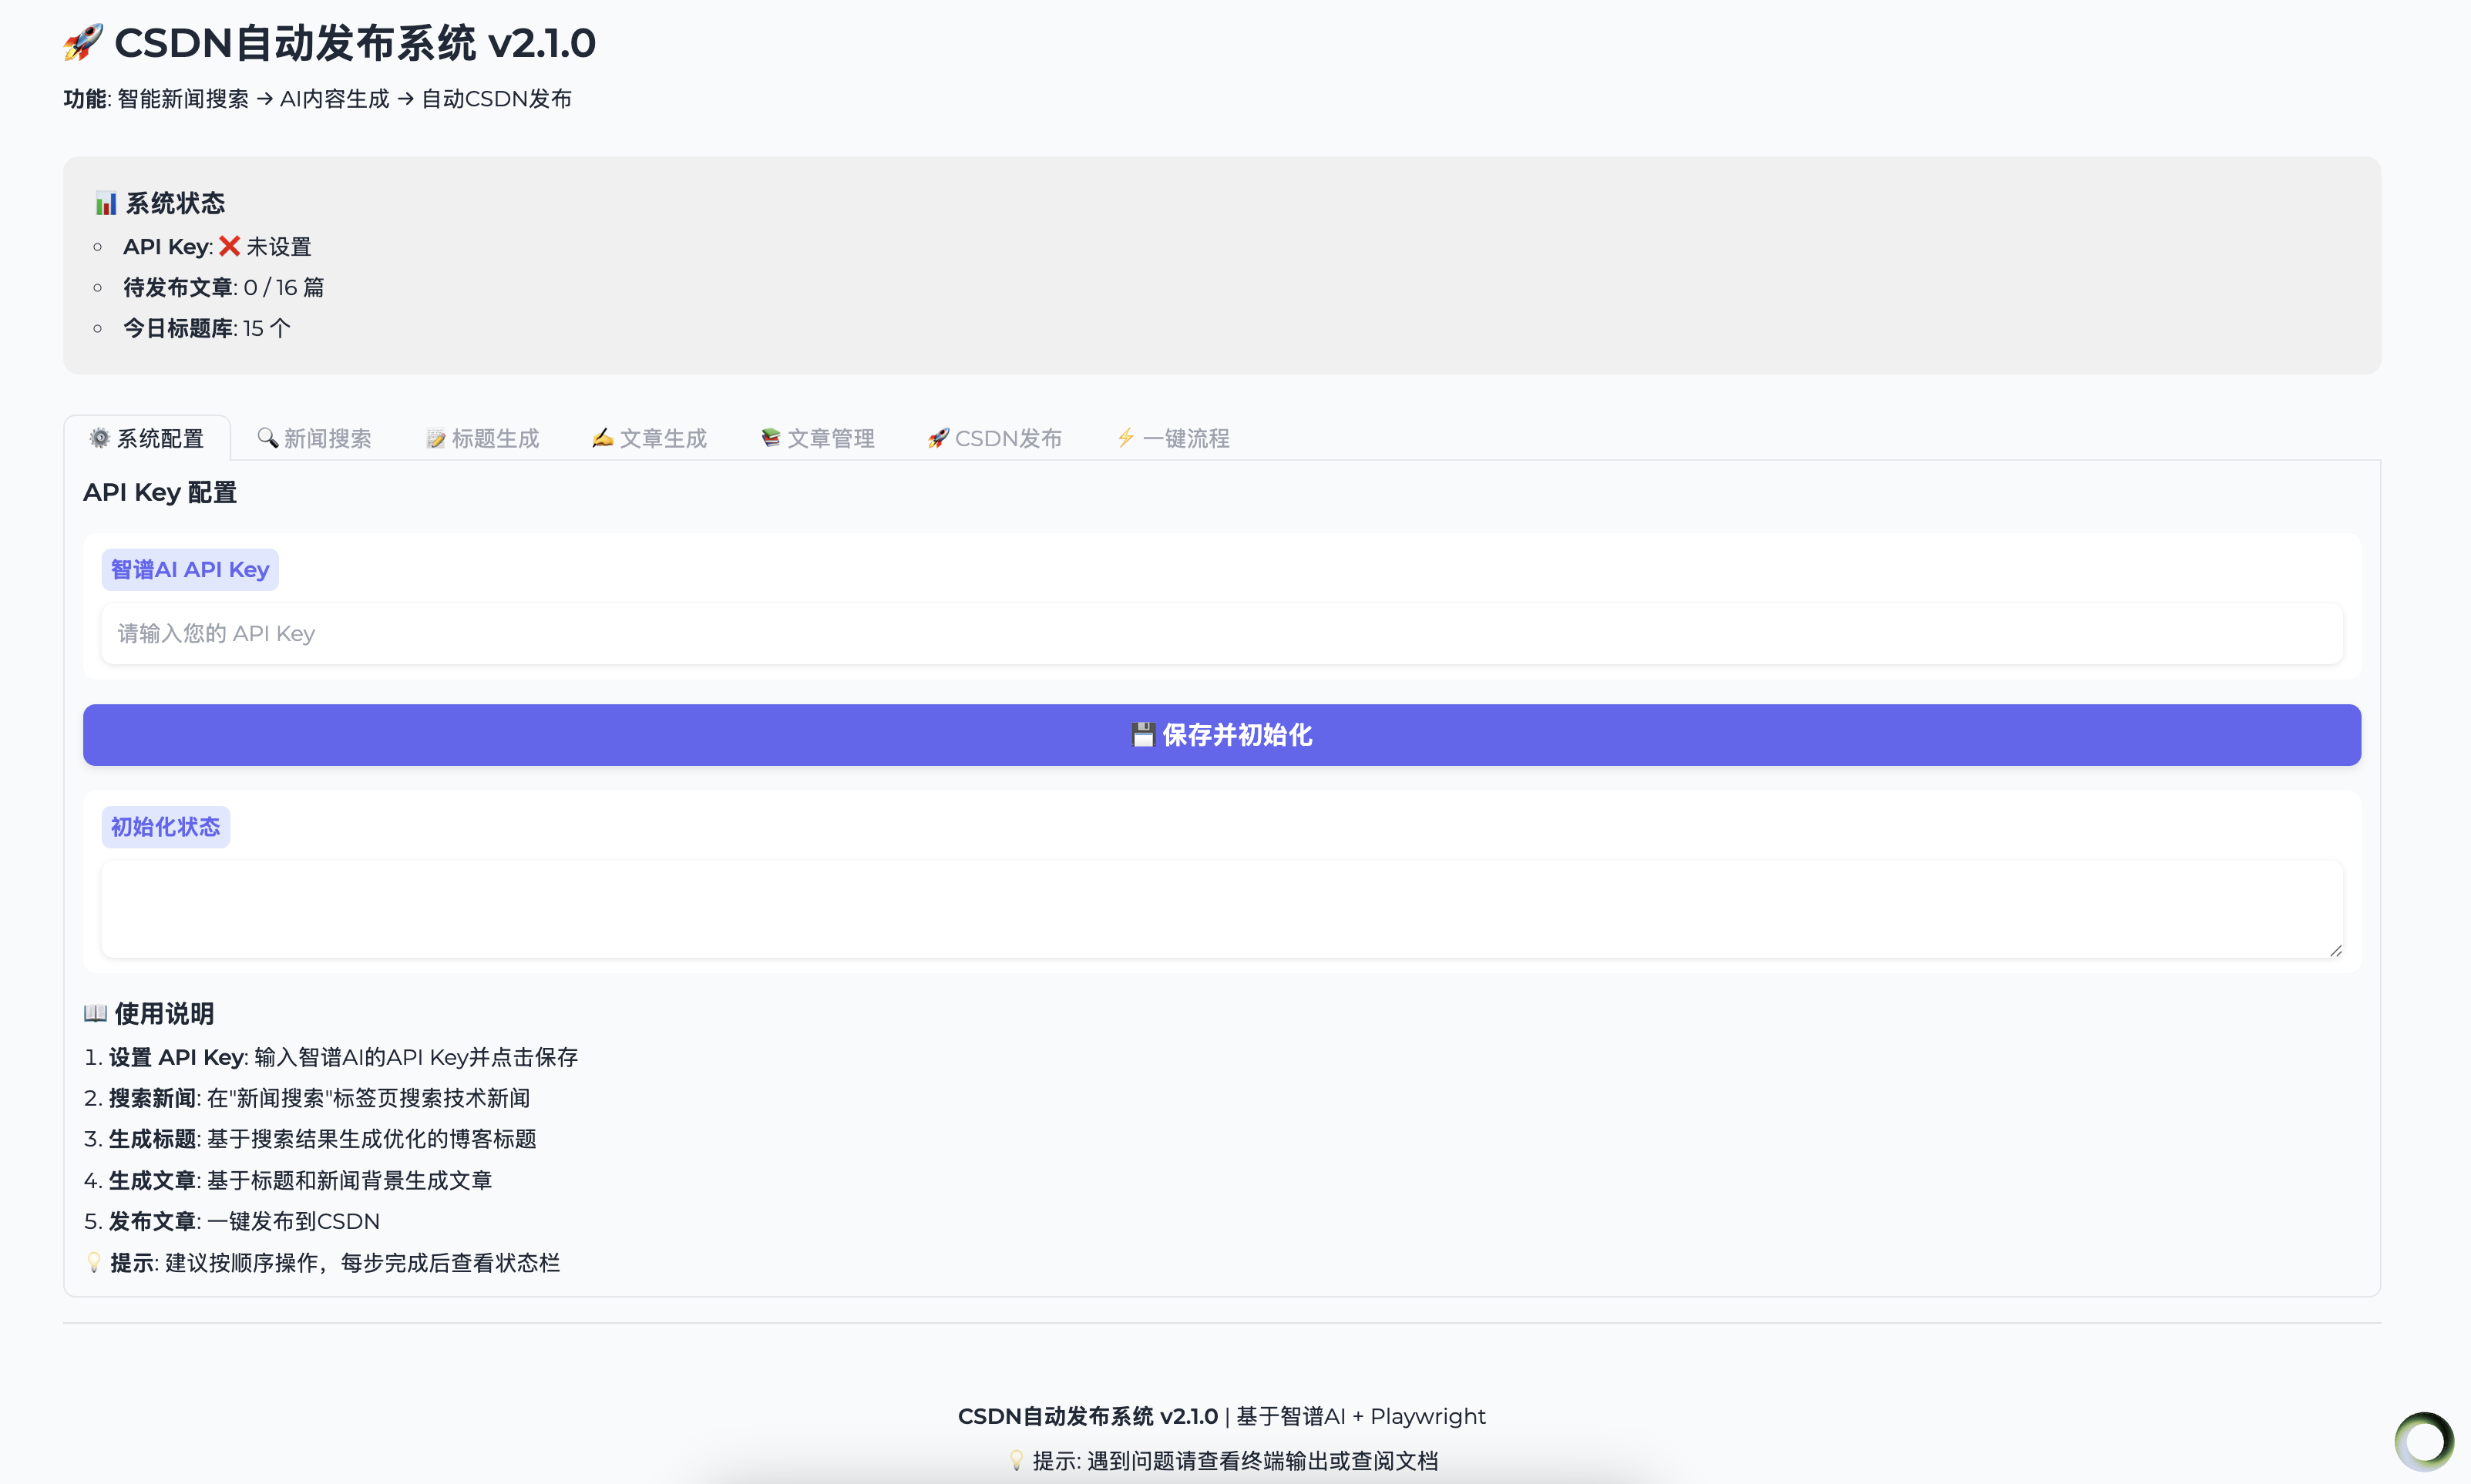 🚀 CSDN自动发布系统 v2.1.0
功能: 智能新闻搜索 → AI内容生成 → 自动CSDN发布
📊 系统状态
API Key: ❌ 未设置
待发布文章: 0 / 16 篇
今日标题库: 15 个
⚙️ 系统配置 🔍 新闻搜索 📝 标题生成 ✍️ 文章生成 📚 文章管理 🚀 CSDN发布 ⚡ 一键流程
API Key 配置
智谱AI API Key
请输入您的 API Key
💾 保存并初始化
初始化状态
📖 使用说明
1. 设置 API Key: 输入智谱AI的API Key并点击保存
2. 搜索新闻: 在"新闻搜索"标签页搜索技术新闻
3. 生成标题: 基于搜索结果生成优化的博客标题
4. 生成文章: 基于标题和新闻背景生成文章
5. 发布文章: 一键发布到CSDN
💡 提示: 建议按顺序操作，每步完成后查看状态栏
CSDN自动发布系统 v2.1.0 | 基于智谱AI + Playwright
💡 提示: 遇到问题请查看终端输出或查阅文档